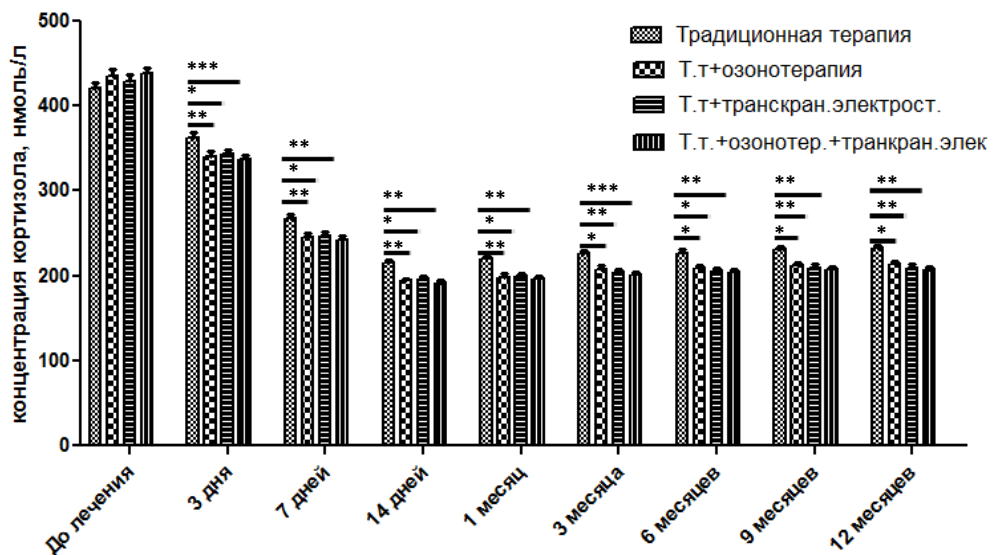 концентрация кортизола, нмоль/л
500
400
300
200
100
0
Традиционная терапия
Т.т+озонотерапия
Т.т+транскран.электрост.
Т.т.+озонотер.+транкран.элек
***
*
**
**
*
**
**
*
**
**
*
**
***
**
*
**
*
*
**
**
*
**
**
*
До лечения
3 дня
7 дней
14 дней
1 месяц
3 месяца
6 месяцев
9 месяцев
12 месяцев